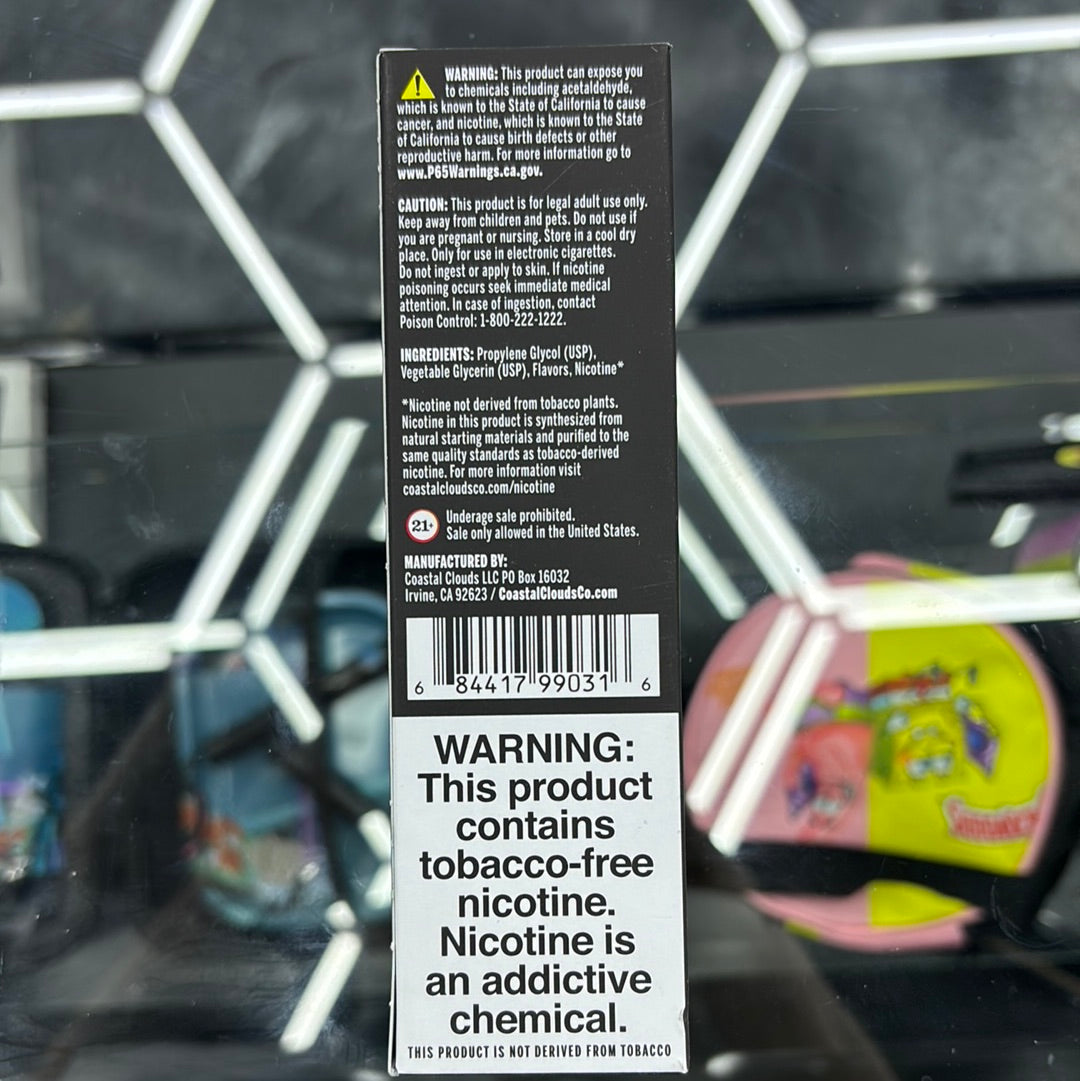 WARNING: This product can expose you
to chemicals including acetaldehyde,
which is known to the State of California to cause
cancer, and nicotine, which is known to the State
of California to cause birth defects or other
reproductive harm. For more information go to
www.P65Warnings.ca.gov.
CAUTION: This product is for legal adult use only.
Keep away from children and pets. Do not use if
you are pregnant or nursing. Store in a cool dry
place. Only for use in electronic cigarettes.
Do not ingest or apply to skin. If nicotine
poisoning occurs seek immediate medical
attention. In case of ingestion, contact
Poison Control: 1-800-222-1222.
INGREDIENTS: Propylene Glycol (USP),
Vegetable Glycerin (USP), Flavors, Nicotine*
*Nicotine not derived from tobacco plants.
Nicotine in this product is synthesized from
natural starting materials and purified to the
same quality standards as tobacco-derived
nicotine. For more information visit
coastalcloudsco.com/nicotine
21+
Underage sale prohibited.
Sale only allowed in the United States.
MANUFACTURED BY:
Coastal Clouds LLC PO Box 16032
Irvine, CA 92623 / CoastalCloudsCo.com
6 84417 99031 6
WARNING:
This product
contains
tobacco-free
nicotine.
Nicotine is
an addictive
chemical.
THIS PRODUCT IS NOT DERIVED FROM TOBACCO